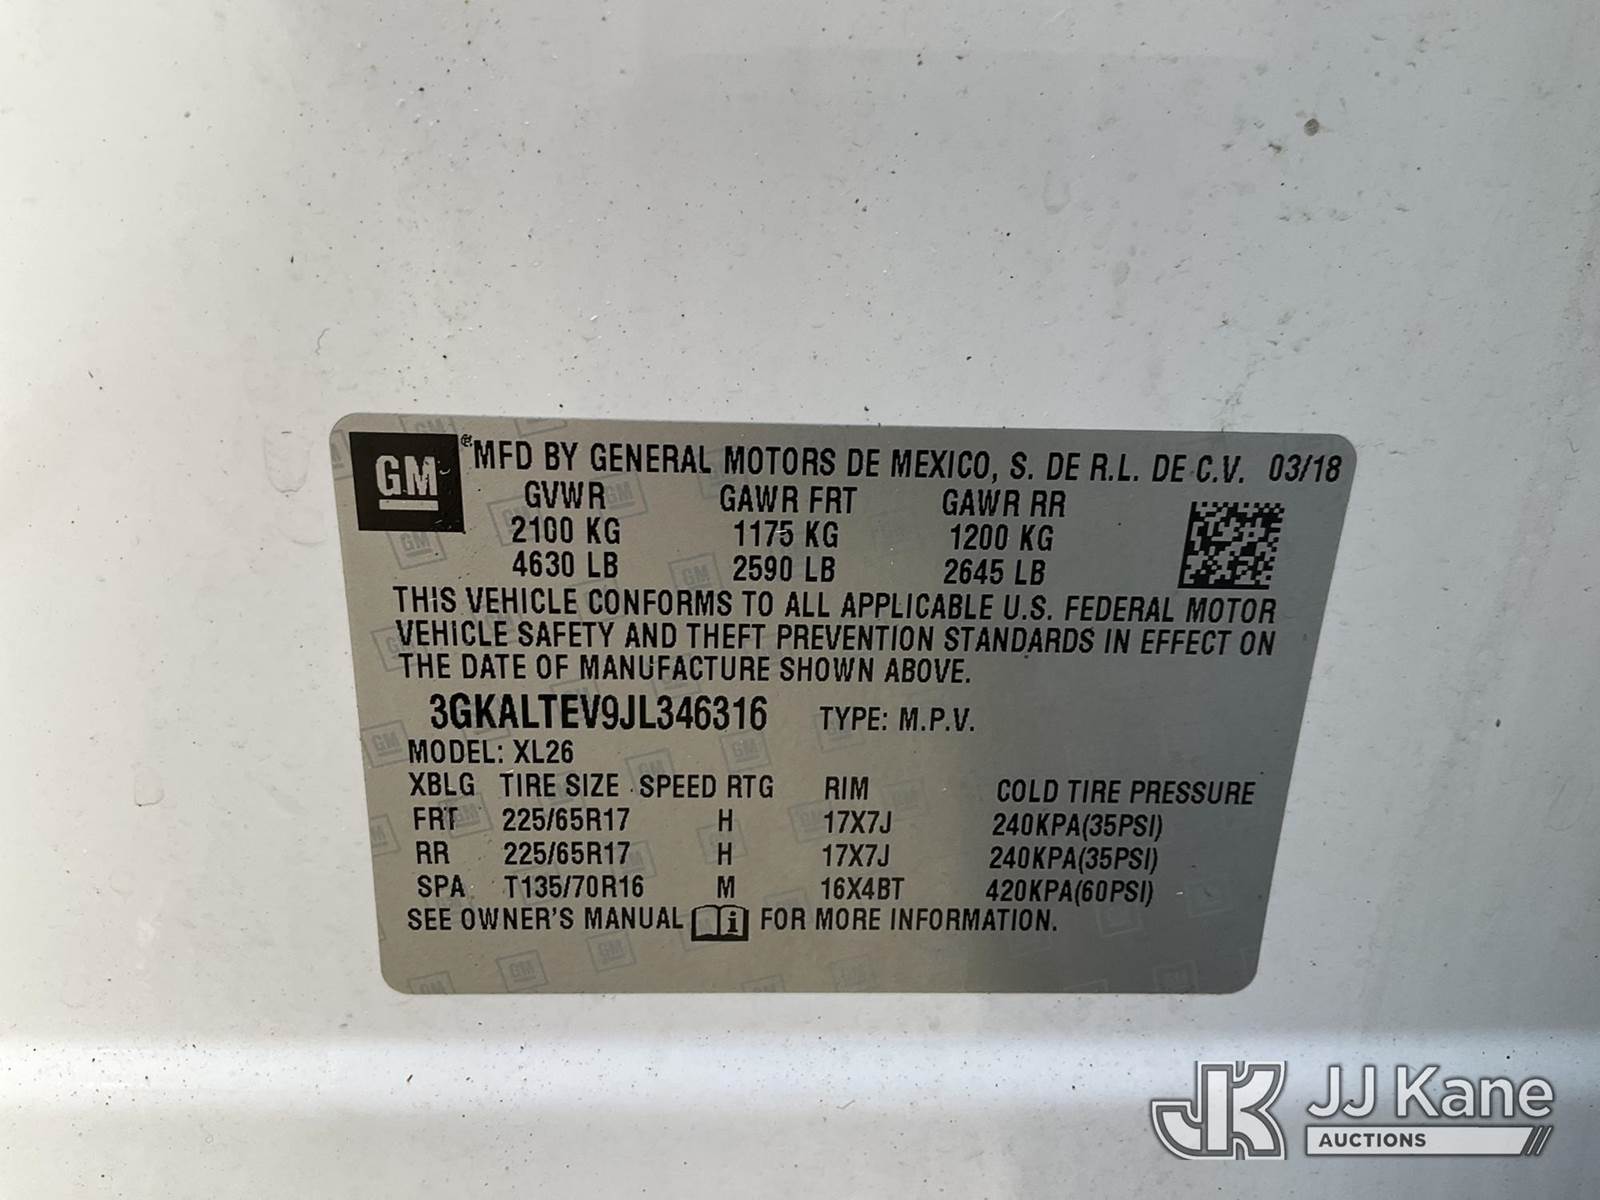 GM ® MFD BY GENERAL MOTORS DE MEXICO, S. DE R.L. DE C.V. 03/18
GVWR GAWR FRT GAWR RR
2100 KG 1175 KG 1200 KG
4630 LB 2590 LB 2645 LB
THIS VEHICLE CONFORMS TO ALL APPLICABLE U.S. FEDERAL MOTOR
VEHICLE SAFETY AND THEFT PREVENTION STANDARDS IN EFFECT ON
THE DATE OF MANUFACTURE SHOWN ABOVE.
3GKALTEV9JL346316 TYPE: M.P.V.
MODEL: XL26
XBLG TIRE SIZE SPEED RTG RIM COLD TIRE PRESSURE
FRT 225/65R17 H 17X7J 240KPA(35PSI)
RR 225/65R17 H 17X7J 240KPA(35PSI)
SPA T135/70R16 M 16X4BT 420KPA(60PSI)
SEE OWNER'S MANUAL i FOR MORE INFORMATION.
JK JJ Kane
AUCTIONS